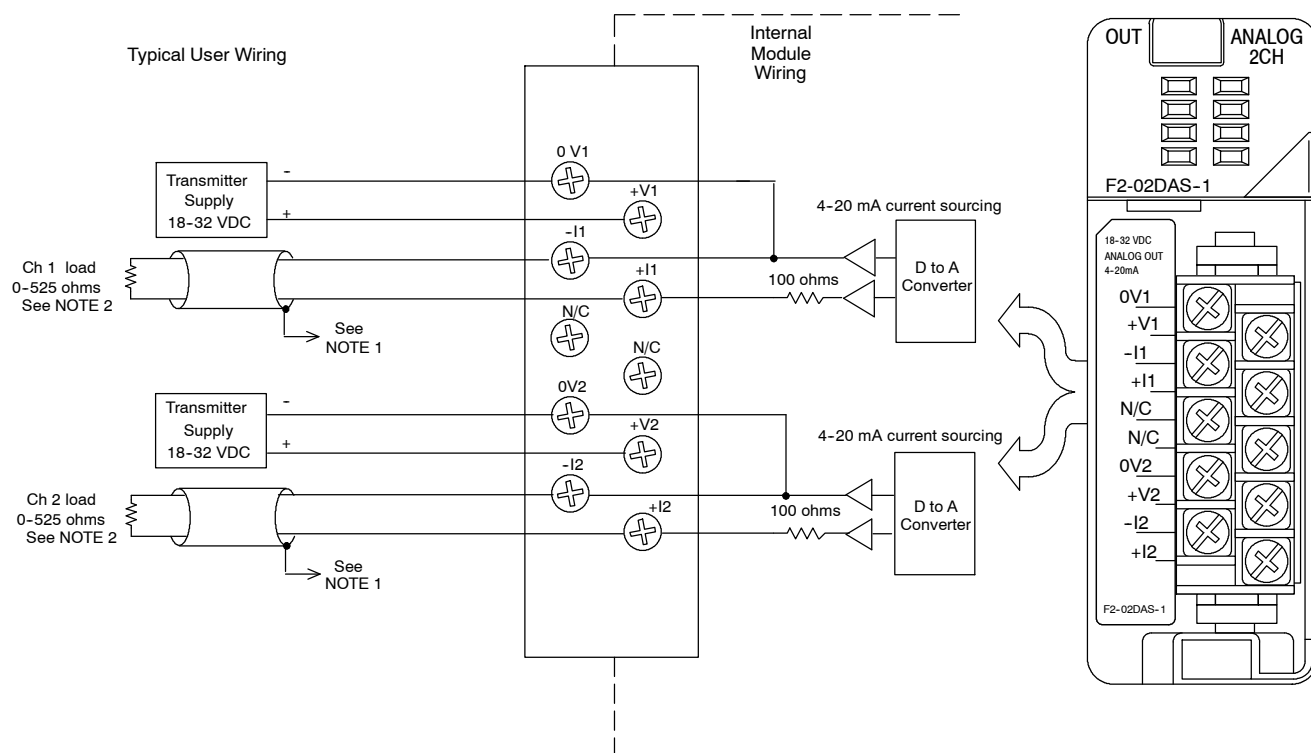 Typical User Wiring
Internal
Module
Wiring
Transmitter
Supply
18-32 VDC
-
+
0 V1
+V1
-I1
+I1
N/C
N/C
Ch 1 load
0-525 ohms
See NOTE 2
See
NOTE 1
4-20 mA current sourcing
100 ohms
D to A
Converter
Transmitter
Supply
18-32 VDC
-
+
0V2
+V2
-I2
+I2
Ch 2 load
0-525 ohms
See NOTE 2
See
NOTE 1
4-20 mA current sourcing
100 ohms
D to A
Converter
OUT
ANALOG
2CH
F2-02DAS-1
18-32 VDC
ANALOG OUT
4-20mA
0V1
+V1
-I1
+I1
N/C
N/C
0V2
+V2
-I2
+I2
F2-02DAS-1